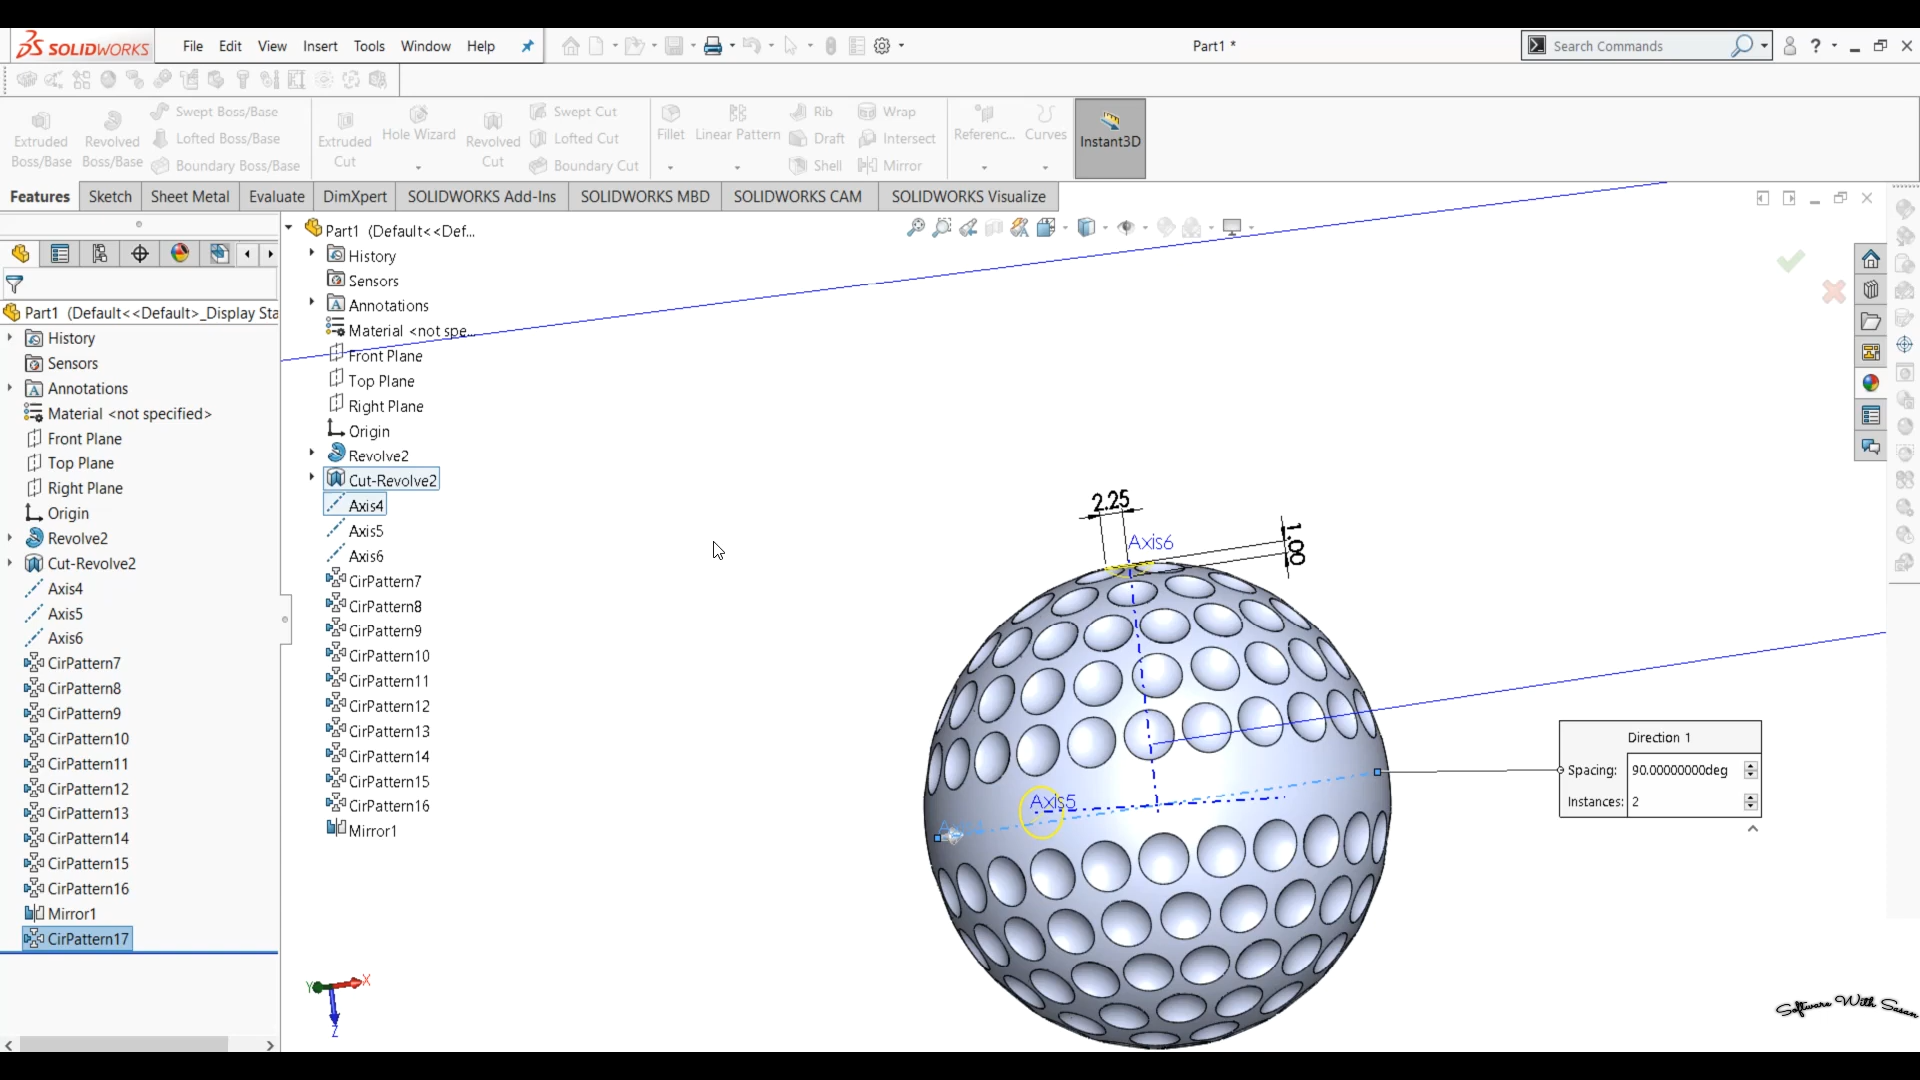 SOLIDWORKS
File Edit View Insert Tools Window Help
Part1 *
Search Commands
?
Extruded Boss/Base
Revolved Boss/Base
Swept Boss/Base
Lofted Boss/Base
Boundary Boss/Base
Extruded Cut
Hole Wizard
Revolved Cut
Swept Cut
Lofted Cut
Boundary Cut
Fillet
Linear Pattern
Rib
Draft
Shell
Wrap
Intersect
Mirror
Referenc...
Curves
Instant3D
Features Sketch Sheet Metal Evaluate DimXpert SOLIDWORKS Add-Ins SOLIDWORKS MBD SOLIDWORKS CAM SOLIDWORKS Visualize
Part1 (Default<<Default>_Display Sta
History
Sensors
Annotations
Material <not specified>
Front Plane
Top Plane
Right Plane
Origin
Revolve2
Cut-Revolve2
Axis4
Axis5
Axis6
CirPattern7
CirPattern8
CirPattern9
CirPattern10
CirPattern11
CirPattern12
CirPattern13
CirPattern14
CirPattern15
CirPattern16
Mirror1
CirPattern17
Part1 (Default<<Def...
History
Sensors
Annotations
Material <not spe...
Front Plane
Top Plane
Right Plane
Origin
Revolve2
Cut-Revolve2
Axis4
Axis5
Axis6
CirPattern7
CirPattern8
CirPattern9
CirPattern10
CirPattern11
CirPattern12
CirPattern13
CirPattern14
CirPattern15
CirPattern16
Mirror1
2.25
1.00
Axis6
Axis5
Direction 1
Spacing: 90.00000000deg
Instances: 2
Y X
Z
Software With Sasan